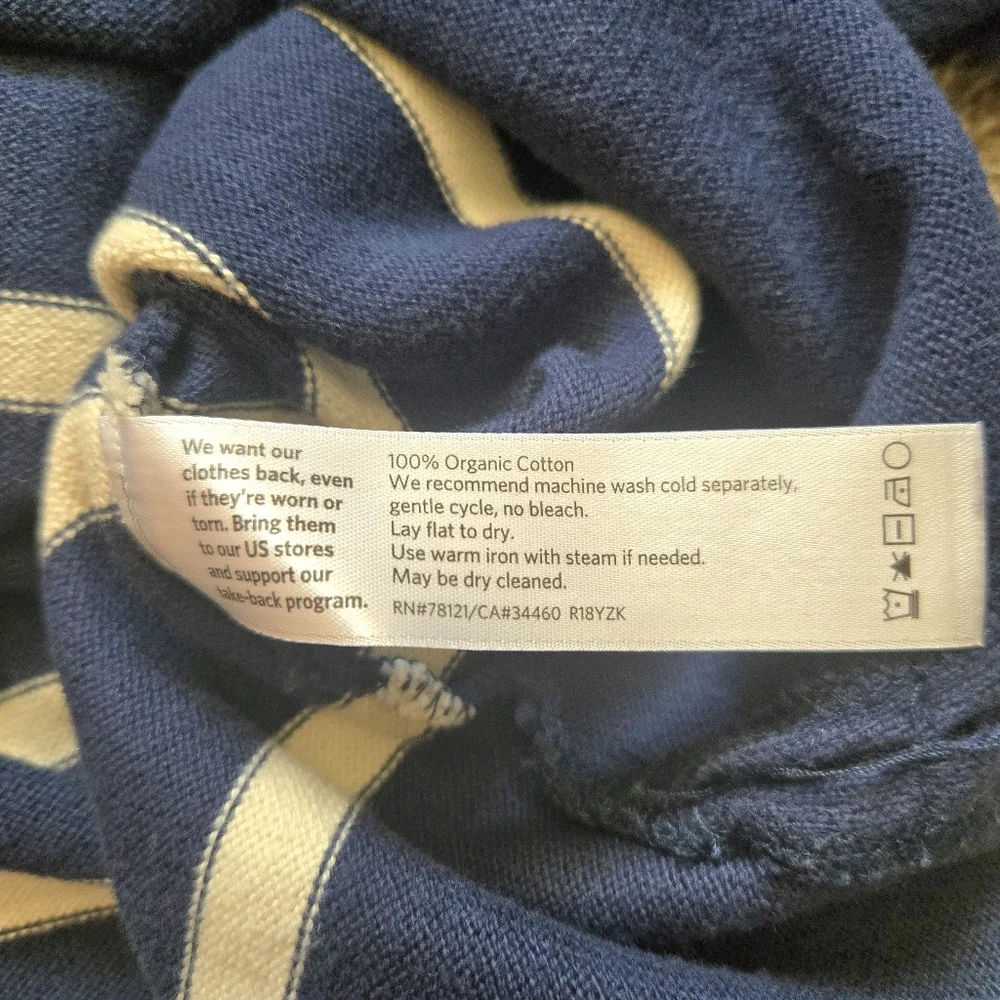 We want our
clothes back, even
if they're worn or
torn. Bring them
to our US stores
and support our
take-back program.
100% Organic Cotton
We recommend machine wash cold separately,
gentle cycle, no bleach.
Lay flat to dry.
Use warm iron with steam if needed.
May be dry cleaned.
RN#78121/CA#34460 R18YZK